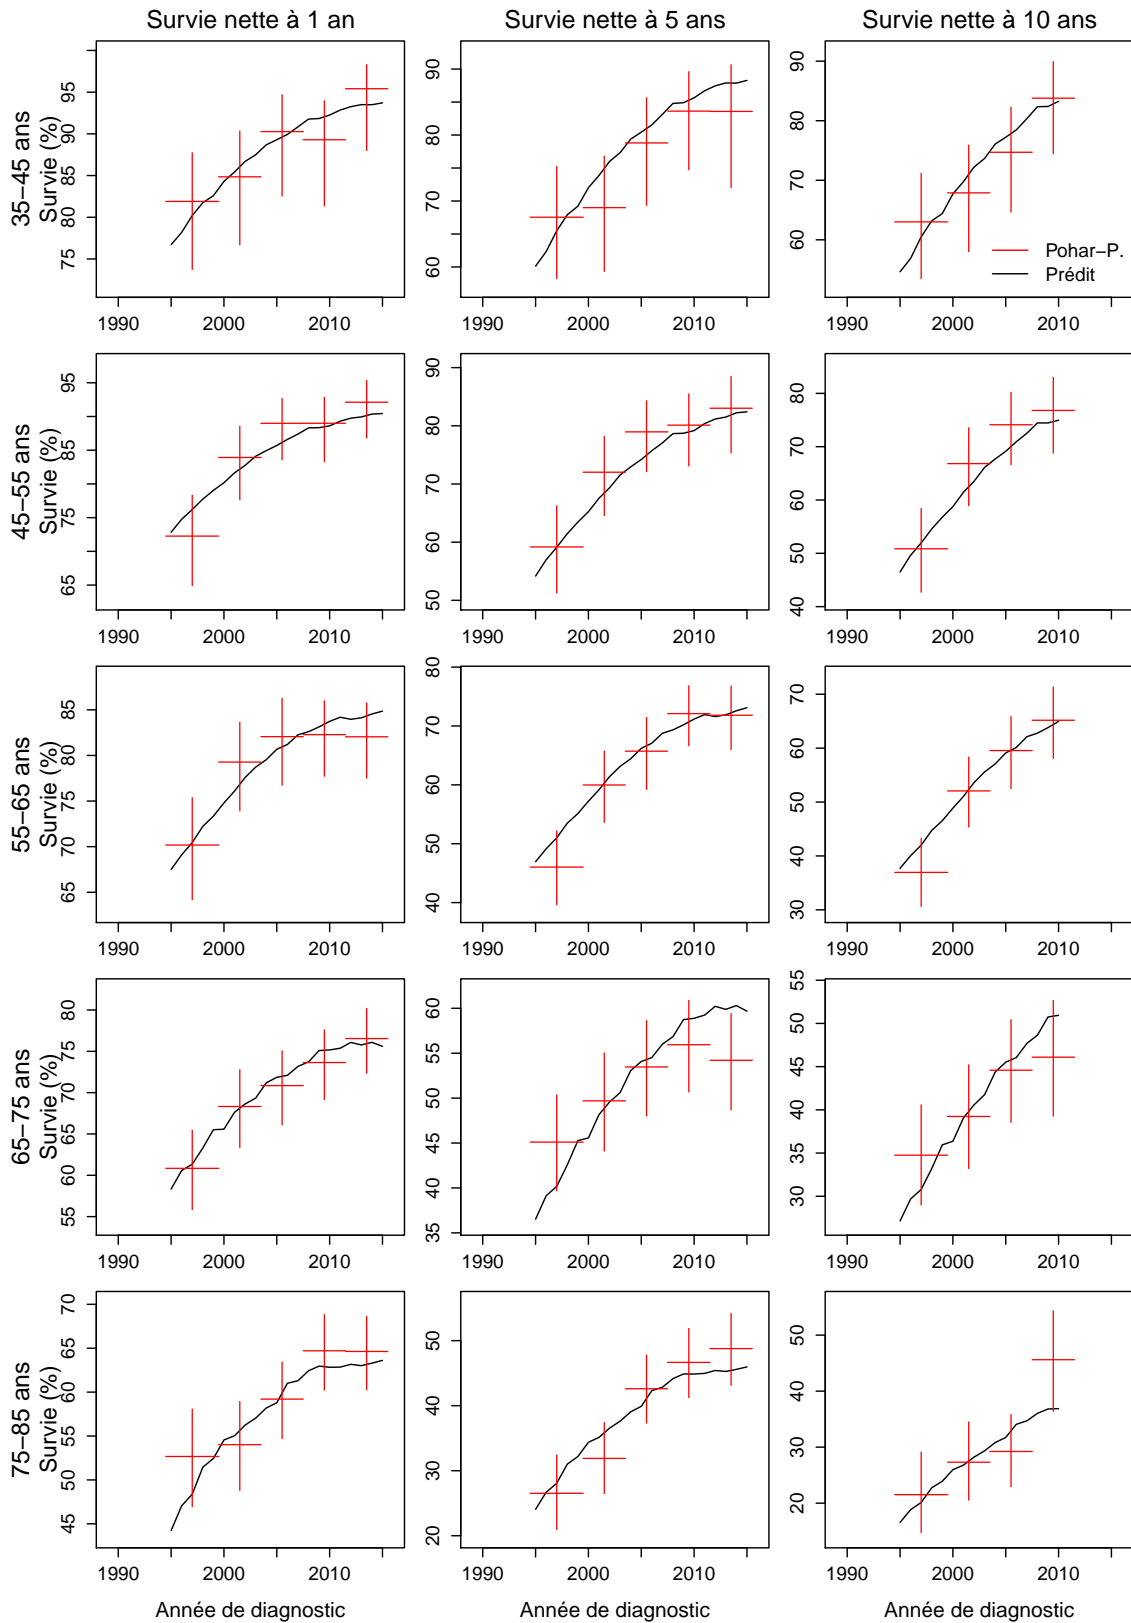 Survie nette à 1 an Survie nette à 5 ans Survie nette à 10 ans
35−45 ans
Survie (%)
75 80 85 90 95
60 70 80 90
60 70 80 90
Pohar−P.
Prédit
1990 2000 2010 1990 2000 2010 1990 2000 2010
45−55 ans
Survie (%)
65 75 85 95
50 60 70 80 90
40 50 60 70 80
1990 2000 2010 1990 2000 2010 1990 2000 2010
55−65 ans
Survie (%)
65 70 75 80 85
40 50 60 70 80
30 40 50 60 70
1990 2000 2010 1990 2000 2010 1990 2000 2010
65−75 ans
Survie (%)
55 60 65 70 75 80
35 40 45 50 55 60
30 35 40 45 50 55
1990 2000 2010 1990 2000 2010 1990 2000 2010
75−85 ans
Survie (%)
45 50 55 60 65 70
20 30 40 50
20 30 40 50
1990 2000 2010 1990 2000 2010 1990 2000 2010
Année de diagnostic Année de diagnostic Année de diagnostic